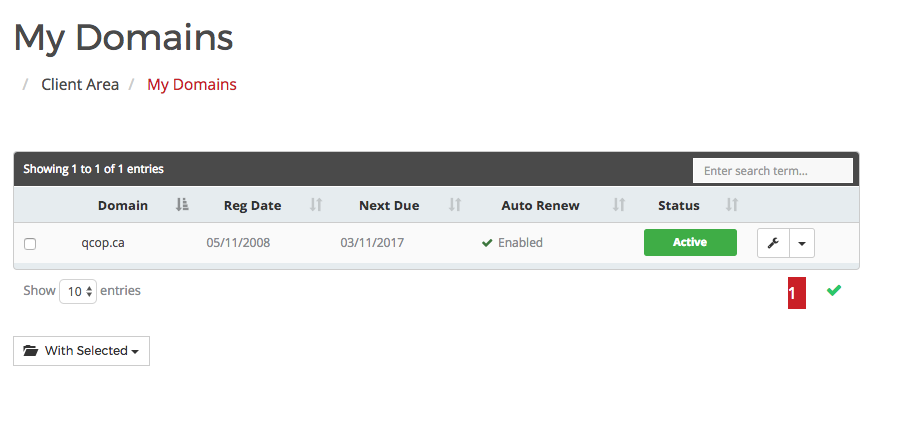 My Domains
/ Client Area / My Domains
Showing 1 to 1 of 1 entries
Enter search term...
Domain Reg Date Next Due Auto Renew Status
qcop.ca 05/11/2008 03/11/2017 Enabled Active
Show 10 entries
1
With Selected